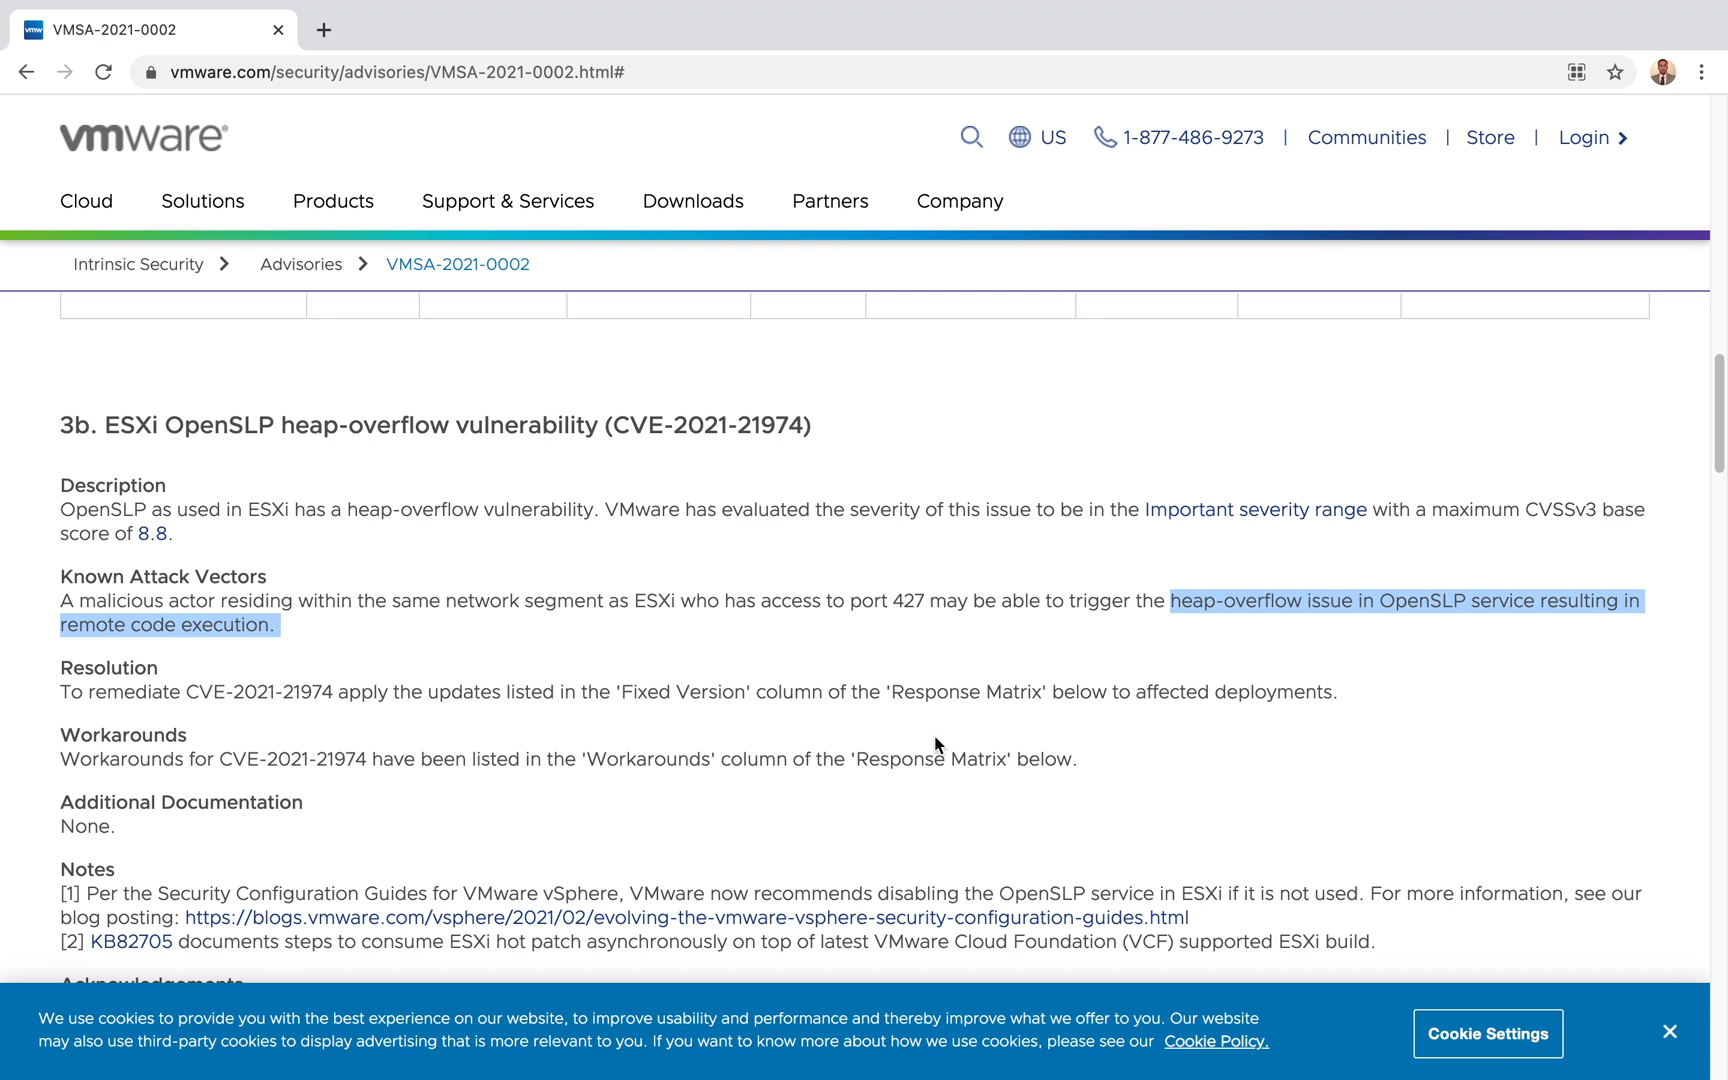 vmw VMSA-2021-0002
vmware.com/security/advisories/VMSA-2021-0002.html#
vmware®
US 1-877-486-9273 | Communities | Store | Login
Cloud Solutions Products Support & Services Downloads Partners Company
Intrinsic Security Advisories VMSA-2021-0002
3b. ESXi OpenSLP heap-overflow vulnerability (CVE-2021-21974)
Description
OpenSLP as used in ESXi has a heap-overflow vulnerability. VMware has evaluated the severity of this issue to be in the Important severity range with a maximum CVSSv3 base
score of 8.8.
Known Attack Vectors
A malicious actor residing within the same network segment as ESXi who has access to port 427 may be able to trigger the heap-overflow issue in OpenSLP service resulting in
remote code execution.
Resolution
To remediate CVE-2021-21974 apply the updates listed in the 'Fixed Version' column of the 'Response Matrix' below to affected deployments.
Workarounds
Workarounds for CVE-2021-21974 have been listed in the 'Workarounds' column of the 'Response Matrix' below.
Additional Documentation
None.
Notes
[1] Per the Security Configuration Guides for VMware vSphere, VMware now recommends disabling the OpenSLP service in ESXi if it is not used. For more information, see our
blog posting: https://blogs.vmware.com/vsphere/2021/02/evolving-the-vmware-vsphere-security-configuration-guides.html
[2] KB82705 documents steps to consume ESXi hot patch asynchronously on top of latest VMware Cloud Foundation (VCF) supported ESXi build.
Acknowledgements
We use cookies to provide you with the best experience on our website, to improve usability and performance and thereby improve what we offer to you. Our website
may also use third-party cookies to display advertising that is more relevant to you. If you want to know more about how we use cookies, please see our Cookie Policy.
Cookie Settings